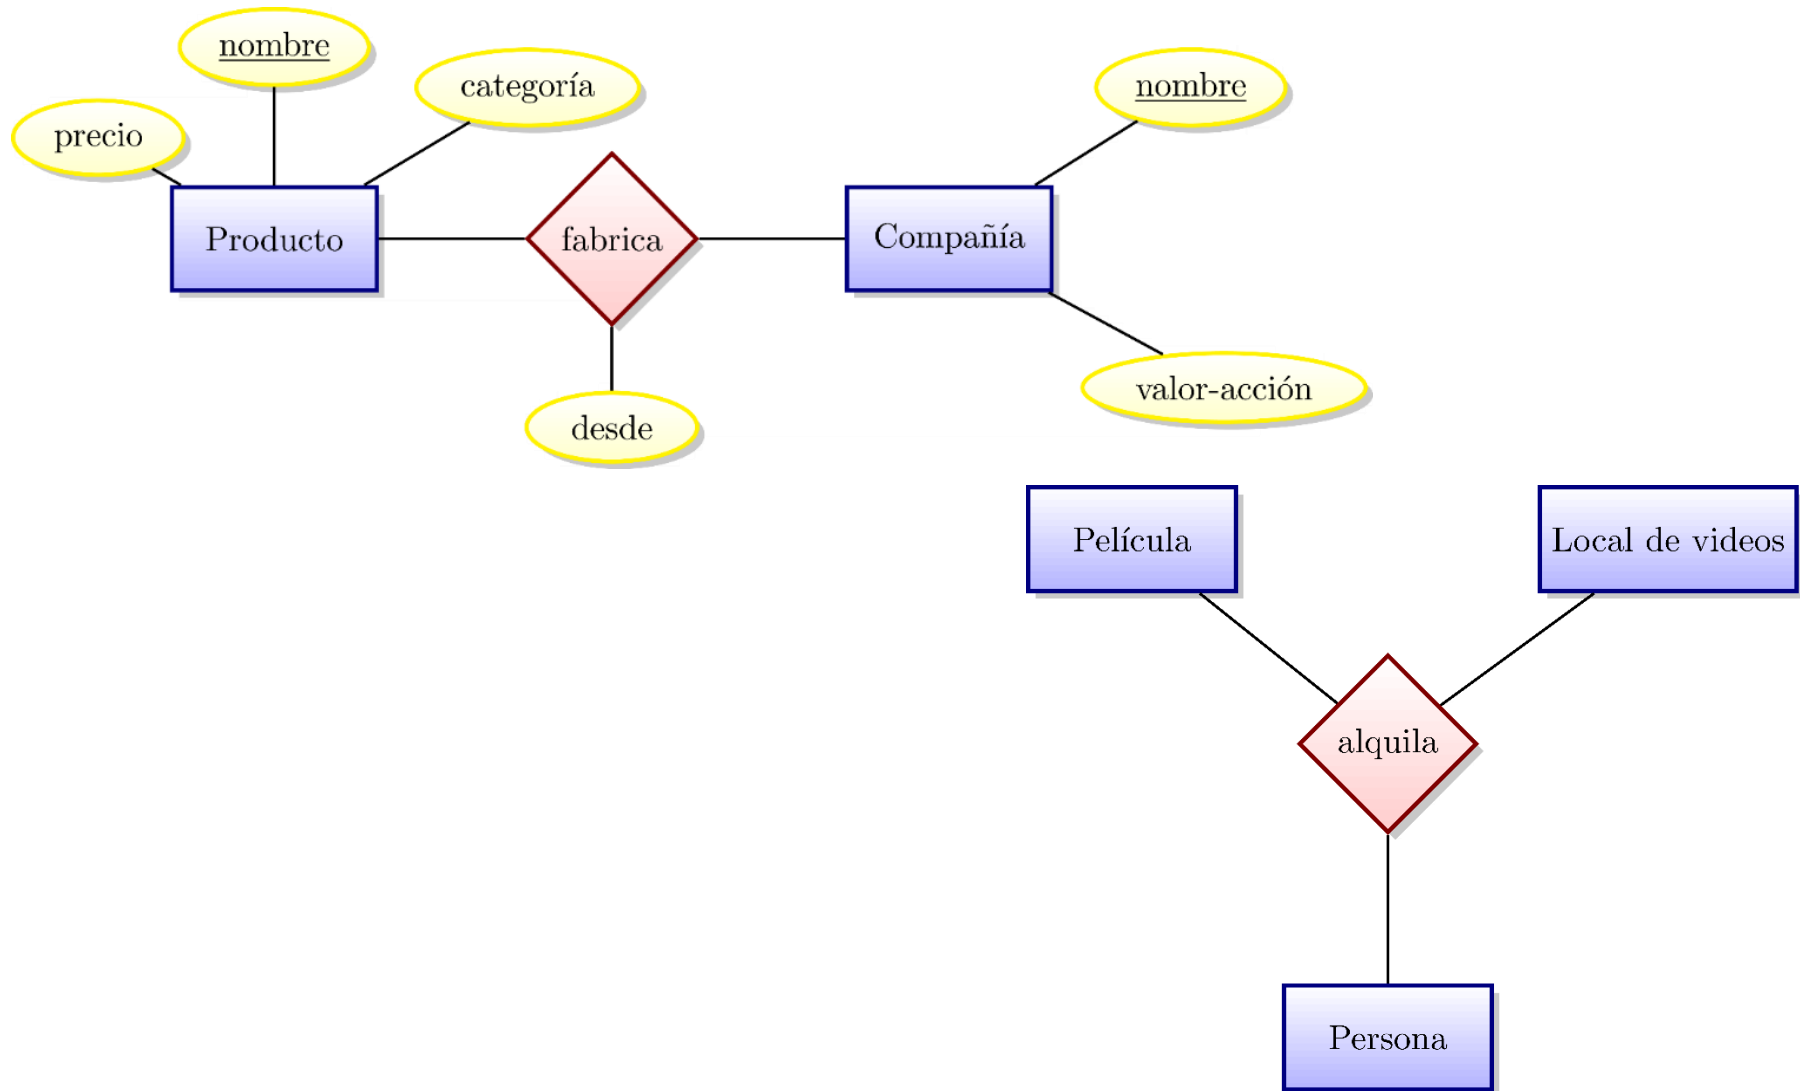 nombre
categoría
nombre
precio
Producto
fabrica
Compañía
valor-acción
desde
Película
Local de videos
alquila
Persona